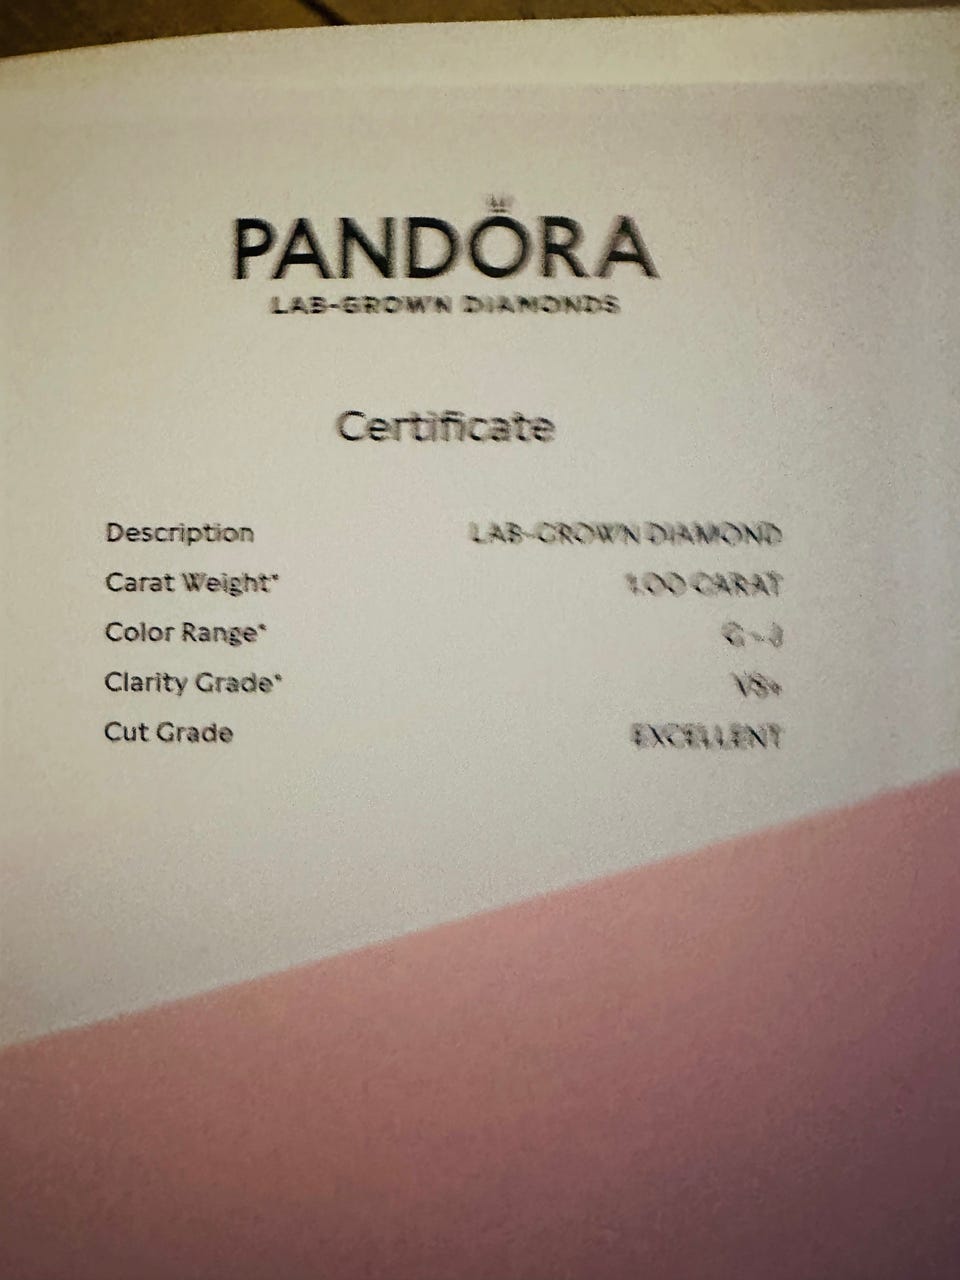 PANDORA
LAB-GROWN DIAMONDS
Certificate
Description LAB-GROWN DIAMOND
Carat Weight* 1.00 CARAT
Color Range*
Clarity Grade* VS+
Cut Grade EXCELLENT